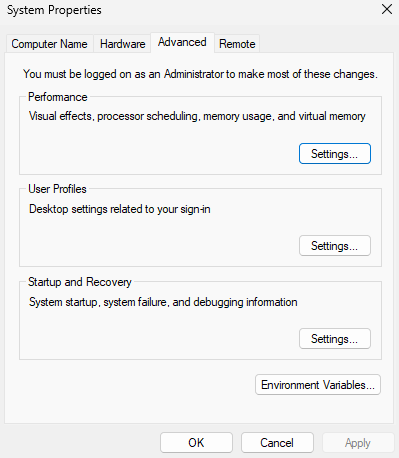 System Properties
Computer Name Hardware Advanced Remote
You must be logged on as an Administrator to make most of these changes.
Performance
Visual effects, processor scheduling, memory usage, and virtual memory
Settings...
User Profiles
Desktop settings related to your sign-in
Settings...
Startup and Recovery
System startup, system failure, and debugging information
Settings...
Environment Variables...
OK Cancel Apply